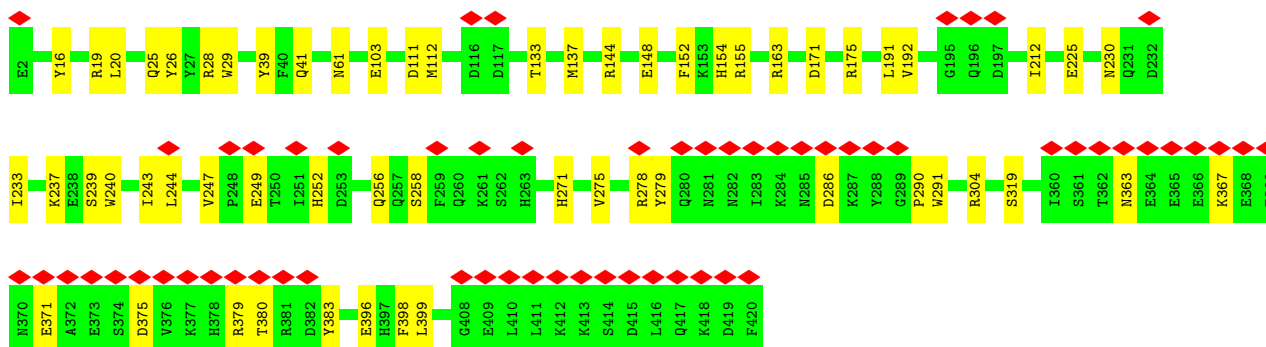 E2 Y16 R19 L20 Q25 Y26 Y27 R28 W29 Y39 F40 Q41 N61 E103 D111 M112 D116 D117 T133 M137 R144 E148 F152 K153 H154 R155 R163 D171 R175 L191 V192 G195 Q196 D197 I212 E225 N230 Q231 D232
I233 K237 E238 S239 W240 I243 L244 V247 P248 E249 T250 I251 H252 D253 Q256 Q257 S258 F259 Q260 K261 S262 H263 H271 V275 R278 Y279 Q280 N281 N282 I283 K284 N285 D286 K287 Y288 G289 P290 W291 R304 S319 I360 S361 T362 N363 E364 E365 E366 K367 E368
N370 E371 A372 E373 S374 D375 V376 K377 H378 R379 T380 R381 D382 Y383 E396 H397 F398 L399 G408 E409 L410 L411 K412 K413 S414 D415 L416 Q417 K418 D419 F420